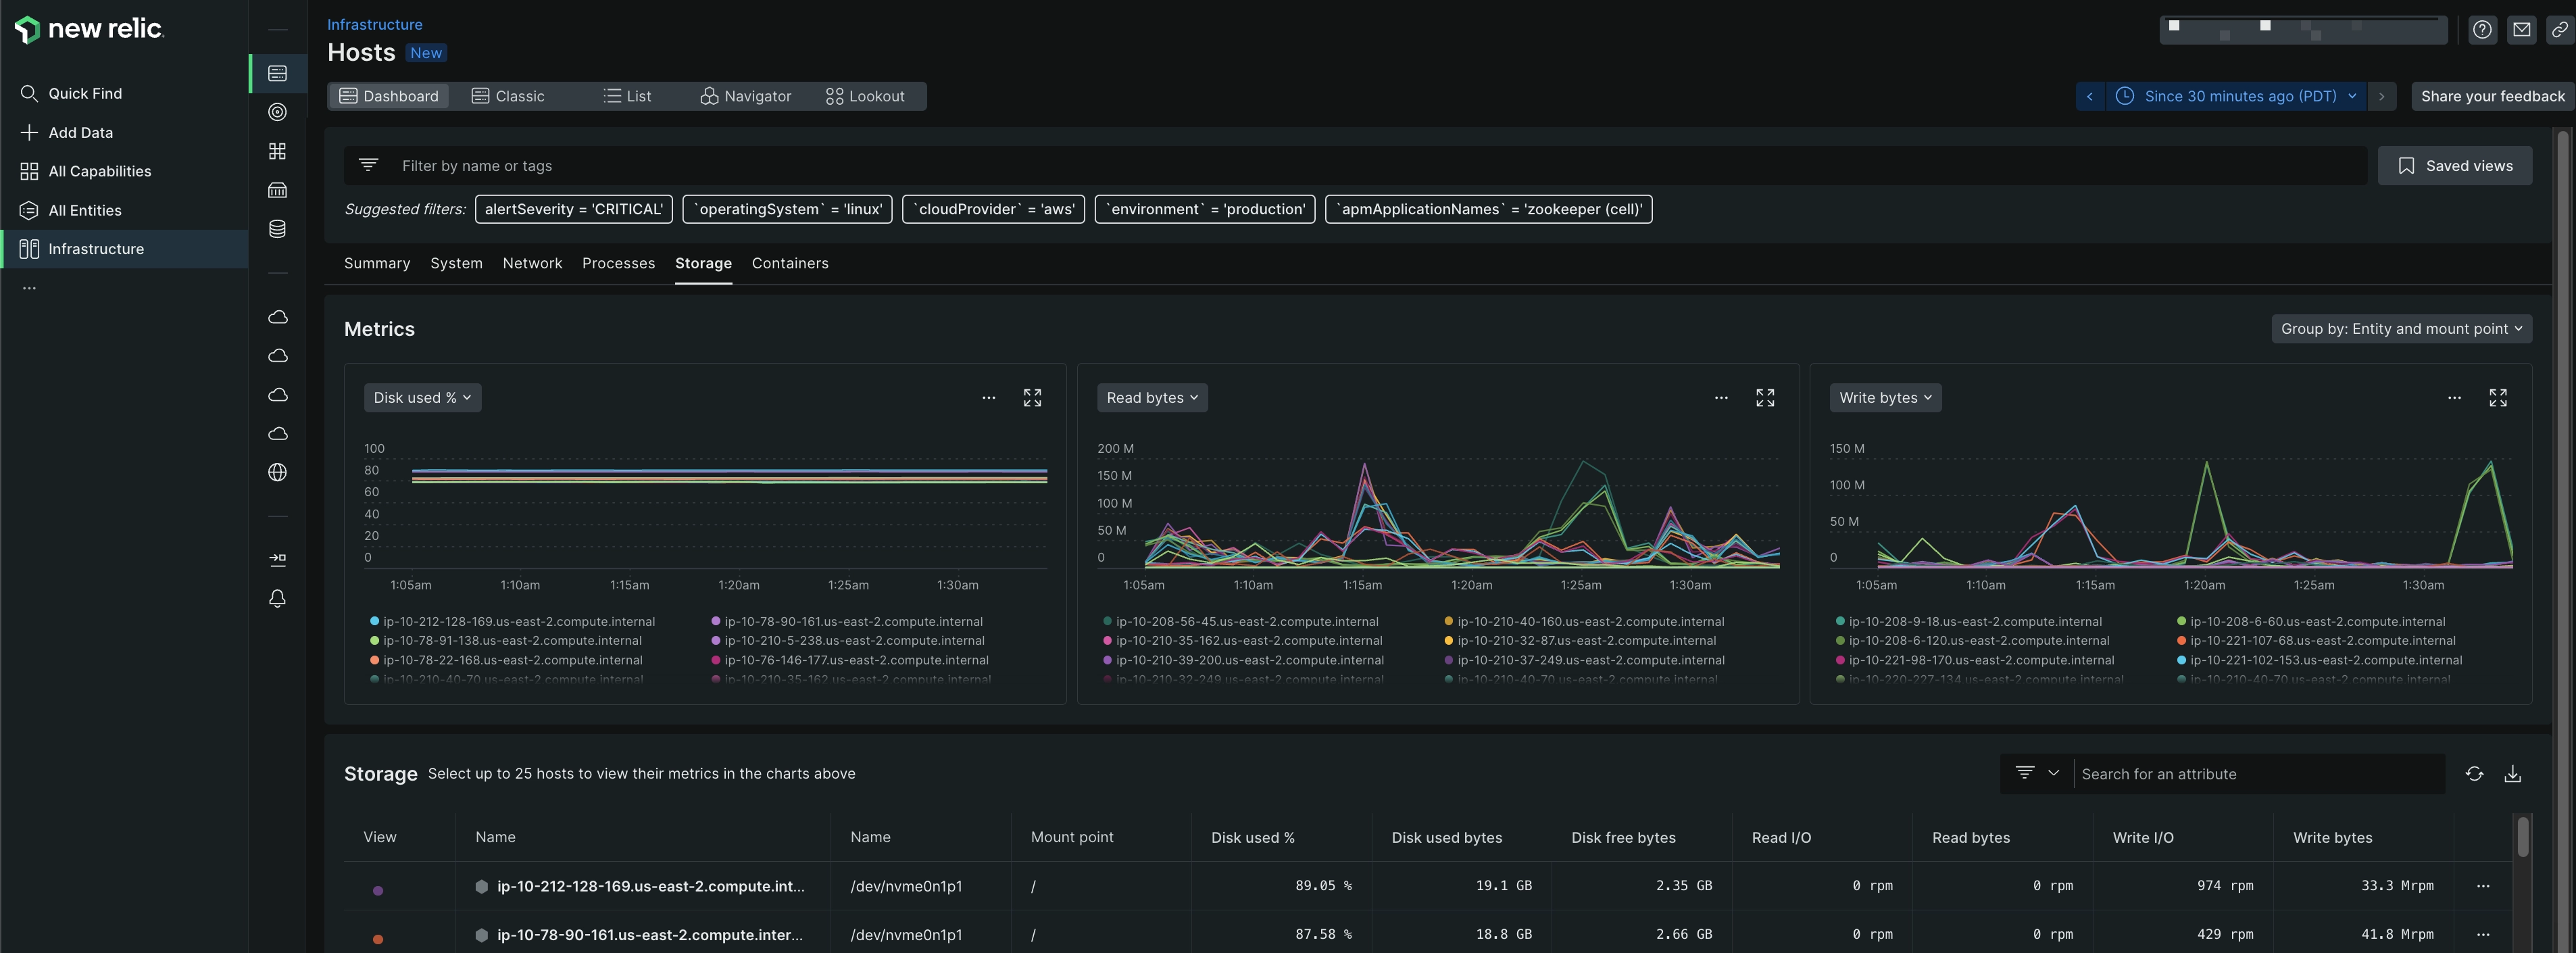 new relic.
Quick Find
Add Data
All Capabilities
All Entities
Infrastructure
...
Infrastructure
Hosts New
Dashboard Classic List Navigator Lookout
Since 30 minutes ago (PDT)
Share your feedback
Filter by name or tags
Saved views
Suggested filters: alertSeverity = 'CRITICAL' `operatingSystem` = 'linux' `cloudProvider` = 'aws' `environment` = 'production' `apmApplicationNames` = 'zookeeper (cell)'
Summary System Network Processes Storage Containers
Metrics
Group by: Entity and mount point
Disk used %
100
80
60
40
20
0
1:05am 1:10am 1:15am 1:20am 1:25am 1:30am
ip-10-212-128-169.us-east-2.compute.internal ip-10-78-90-161.us-east-2.compute.internal
ip-10-78-91-138.us-east-2.compute.internal ip-10-210-5-238.us-east-2.compute.internal
ip-10-78-22-168.us-east-2.compute.internal ip-10-76-146-177.us-east-2.compute.internal
ip-10-210-40-70.us-east-2.compute.internal ip-10-210-35-162.us-east-2.compute.internal
Read bytes
200 M
150 M
100 M
50 M
0
1:05am 1:10am 1:15am 1:20am 1:25am 1:30am
ip-10-208-56-45.us-east-2.compute.internal ip-10-210-40-160.us-east-2.compute.internal
ip-10-210-35-162.us-east-2.compute.internal ip-10-210-32-87.us-east-2.compute.internal
ip-10-210-39-200.us-east-2.compute.internal ip-10-210-37-249.us-east-2.compute.internal
ip-10-210-32-249.us-east-2.compute.internal ip-10-210-40-70.us-east-2.compute.internal
Write bytes
150 M
100 M
50 M
0
1:05am 1:10am 1:15am 1:20am 1:25am 1:30am
ip-10-208-9-18.us-east-2.compute.internal ip-10-208-6-60.us-east-2.compute.internal
ip-10-208-6-120.us-east-2.compute.internal ip-10-221-107-68.us-east-2.compute.internal
ip-10-221-98-170.us-east-2.compute.internal ip-10-221-102-153.us-east-2.compute.internal
ip-10-220-227-134.us-east-2.compute.internal ip-10-210-40-70.us-east-2.compute.internal
Storage Select up to 25 hosts to view their metrics in the charts above
Search for an attribute
View Name Name Mount point Disk used % Disk used bytes Disk free bytes Read I/O Read bytes Write I/O Write bytes
ip-10-212-128-169.us-east-2.compute.int... /dev/nvme0n1p1 / 89.05 % 19.1 GB 2.35 GB 0 rpm 0 rpm 974 rpm 33.3 Mrpm ...
ip-10-78-90-161.us-east-2.compute.inter... /dev/nvme0n1p1 / 87.58 % 18.8 GB 2.66 GB 0 rpm 0 rpm 429 rpm 41.8 Mrpm ...